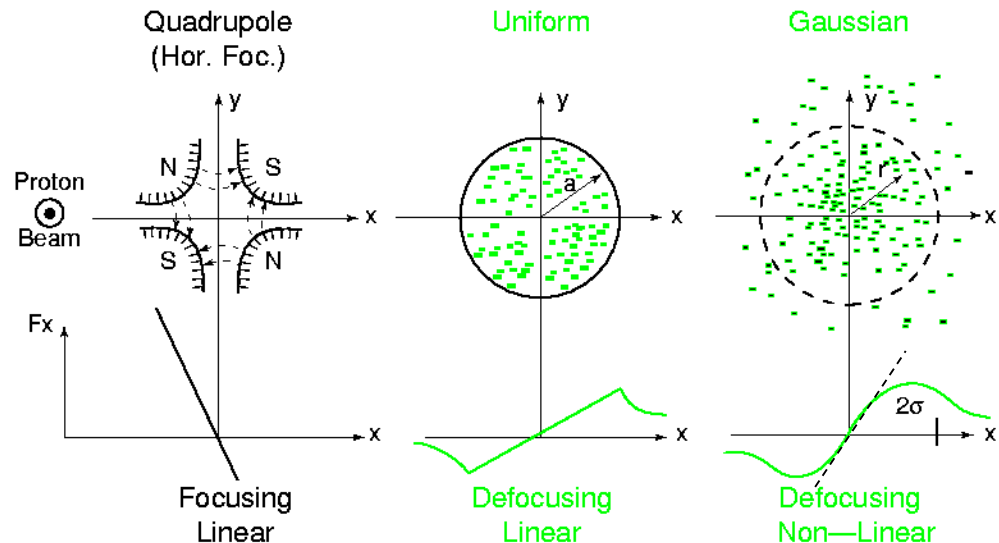 Quadrupole
(Hor. Foc.)
Uniform
Gaussian
y
y
y
N
S
a
r
Proton
Beam
x
x
x
S
N
Fx
2σ
x
x
x
Focusing
Linear
Defocusing
Linear
Defocusing
Non—Linear